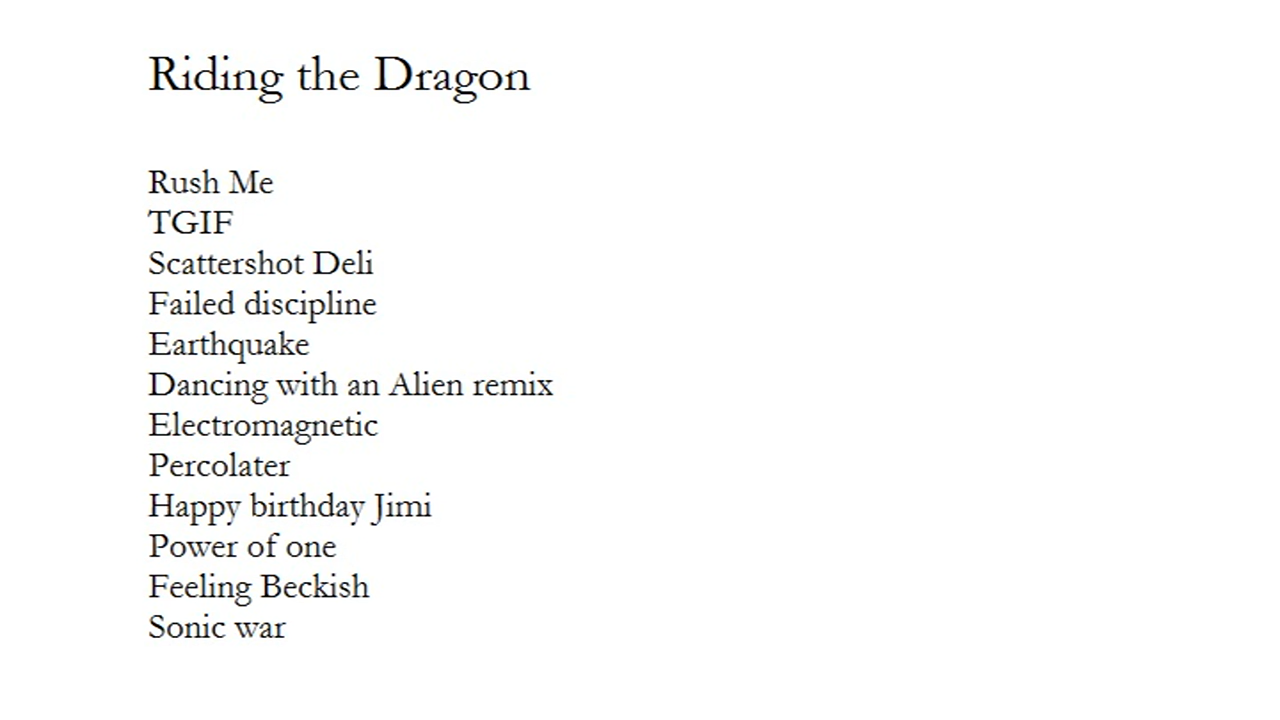 Riding the Dragon
Rush Me
TGIF
Scattershot Deli
Failed discipline
Earthquake
Dancing with an Alien remix
Electromagnetic
Percolater
Happy birthday Jimi
Power of one
Feeling Beckish
Sonic war